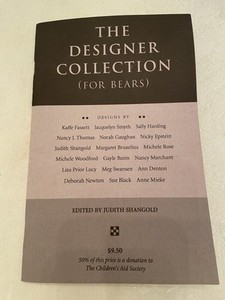 THE
DESIGNER
COLLECTION
(FOR BEARS)
DESIGNS BY
Kaffe Fassett Jacquelyn Smyth Sally Harding
Nancy J. Thomas Norah Gaughan Nicky Epstein
Judith Shangold Margaret Bruzelius Michele Rose
Michele Woodford Gayle Bunn Nancy Marchant
Lisa Prior Lucy Meg Swansen Ann Denton
Deborah Newton Sue Black Anne Mieke
EDITED BY JUDITH SHANGOLD
$9.50
50% of this price is a donation to
The Children's Aid Society